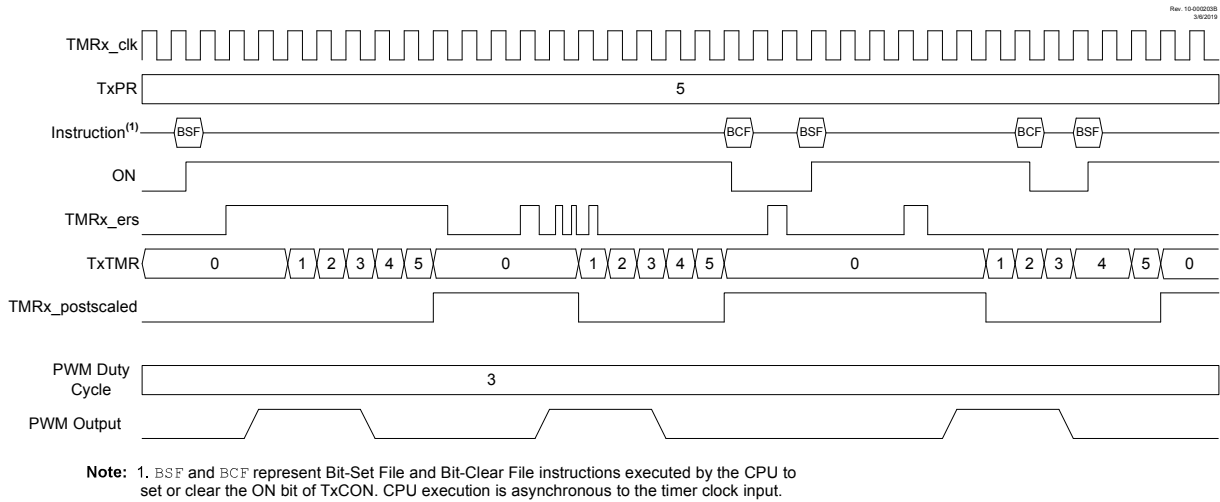 Rev. 10-000203B
3/6/2019
TMRx_clk
TxPR 5
Instruction(1) BSF BCF BSF BCF BSF
ON
TMRx_ers
TxTMR 0 1 2 3 4 5 0 1 2 3 4 5 0 1 2 3 4 5 0
TMRx_postscaled
PWM Duty
Cycle 3
PWM Output
Note: 1. BSF and BCF represent Bit-Set File and Bit-Clear File instructions executed by the CPU to
set or clear the ON bit of TxCON. CPU execution is asynchronous to the timer clock input.